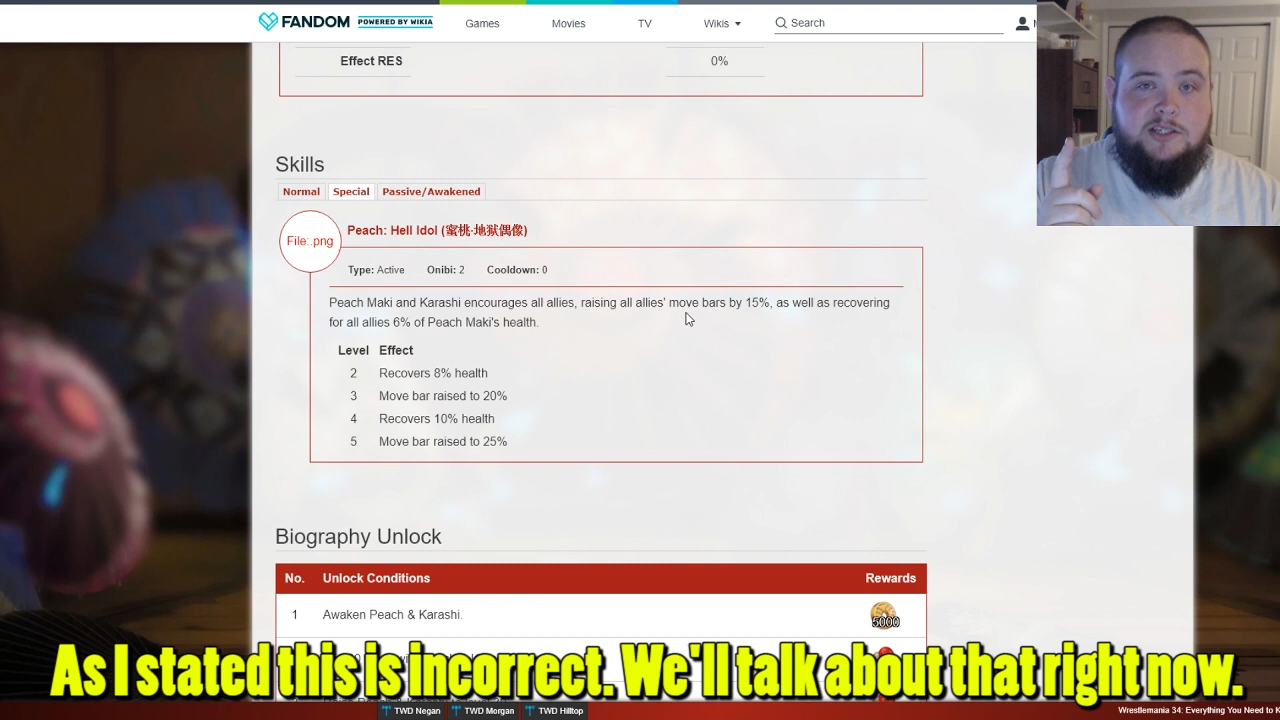 FANDOM
POWERED BY WIKIA
Games
Movies
TV
Wikis
Search
Effect RES
0%
Skills
Normal
Special
Passive/Awakened
File:.png
Peach: Hell Idol (蜜桃·地狱偶像)
Type: Active
Onibi: 2
Cooldown: 0
Peach Maki and Karashi encourages all allies, raising all allies' move bars by 15%, as well as recovering
for all allies 6% of Peach Maki's health.
Level Effect
2 Recovers 8% health
3 Move bar raised to 20%
4 Recovers 10% health
5 Move bar raised to 25%
Biography Unlock
No. Unlock Conditions Rewards
1 Awaken Peach & Karashi. 5000
As I stated this is incorrect. We'll talk about that right now.
TWD Negan
TWD Morgan
TWD Hilltop
Wrestlemania 34: Everything You Need to K